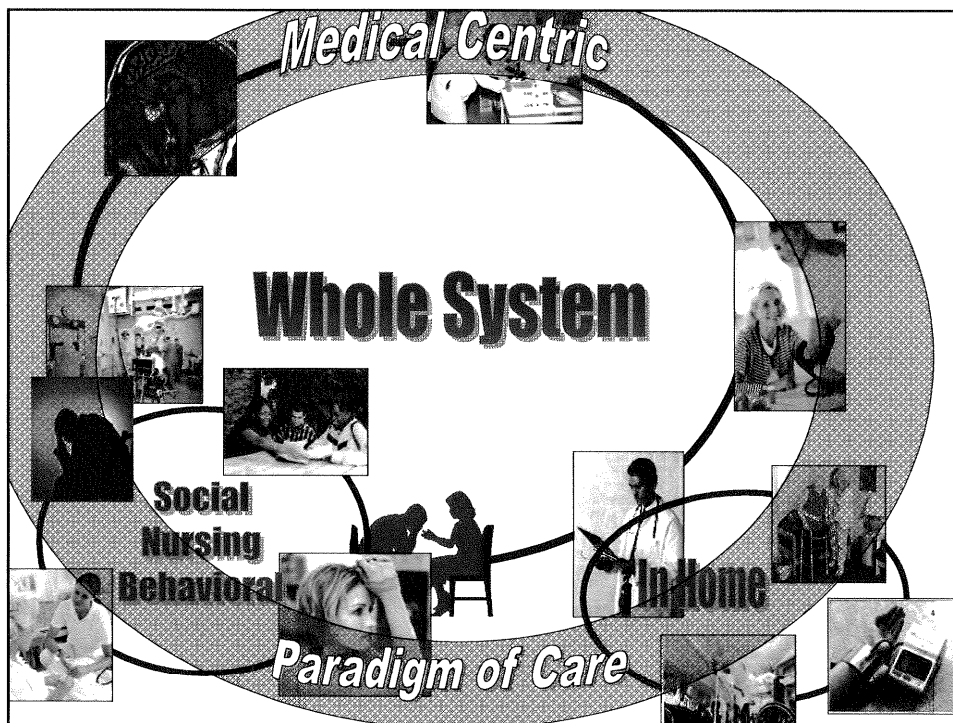 Medical Centric
Whole System
Social
Nursing
Behavioral
In Home
Paradigm of Care